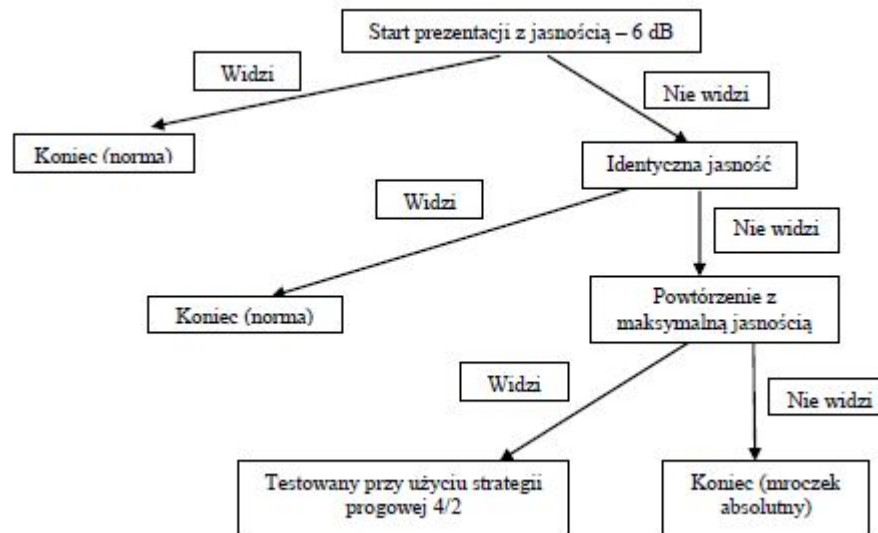 Start prezentacji z jasnością – 6 dB
Widzi
Nie widzi
Koniec (norma)
Identyczna jasność
Widzi
Nie widzi
Koniec (norma)
Powtórzenie z
maksymalną jasnością
Widzi
Nie widzi
Testowany przy użyciu strategii
progowej 4/2
Koniec (mroczek
absolutny)